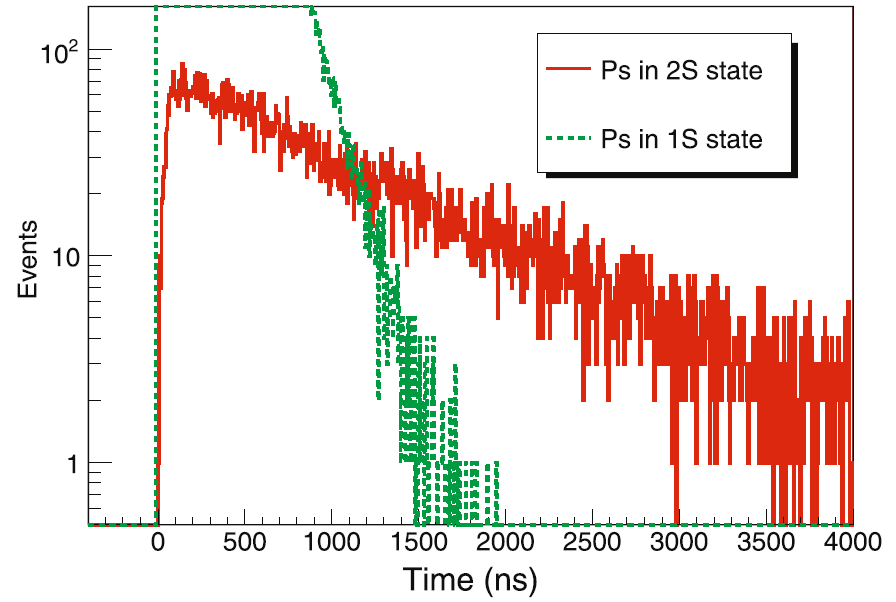 10²
10
1
Events
Ps in 2S state
Ps in 1S state
0 500 1000 1500 2000 2500 3000 3500 4000
Time (ns)